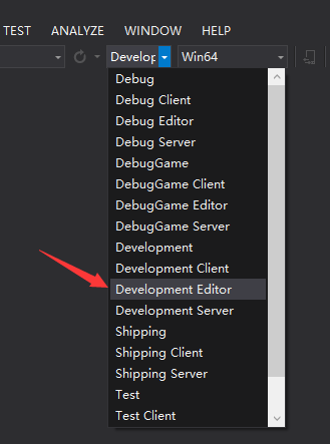 TEST ANALYZE WINDOW HELP
Develop Win64
Debug
Debug Client
Debug Editor
Debug Server
DebugGame
DebugGame Client
DebugGame Editor
DebugGame Server
Development
Development Client
Development Editor
Development Server
Shipping
Shipping Client
Shipping Server
Test
Test Client